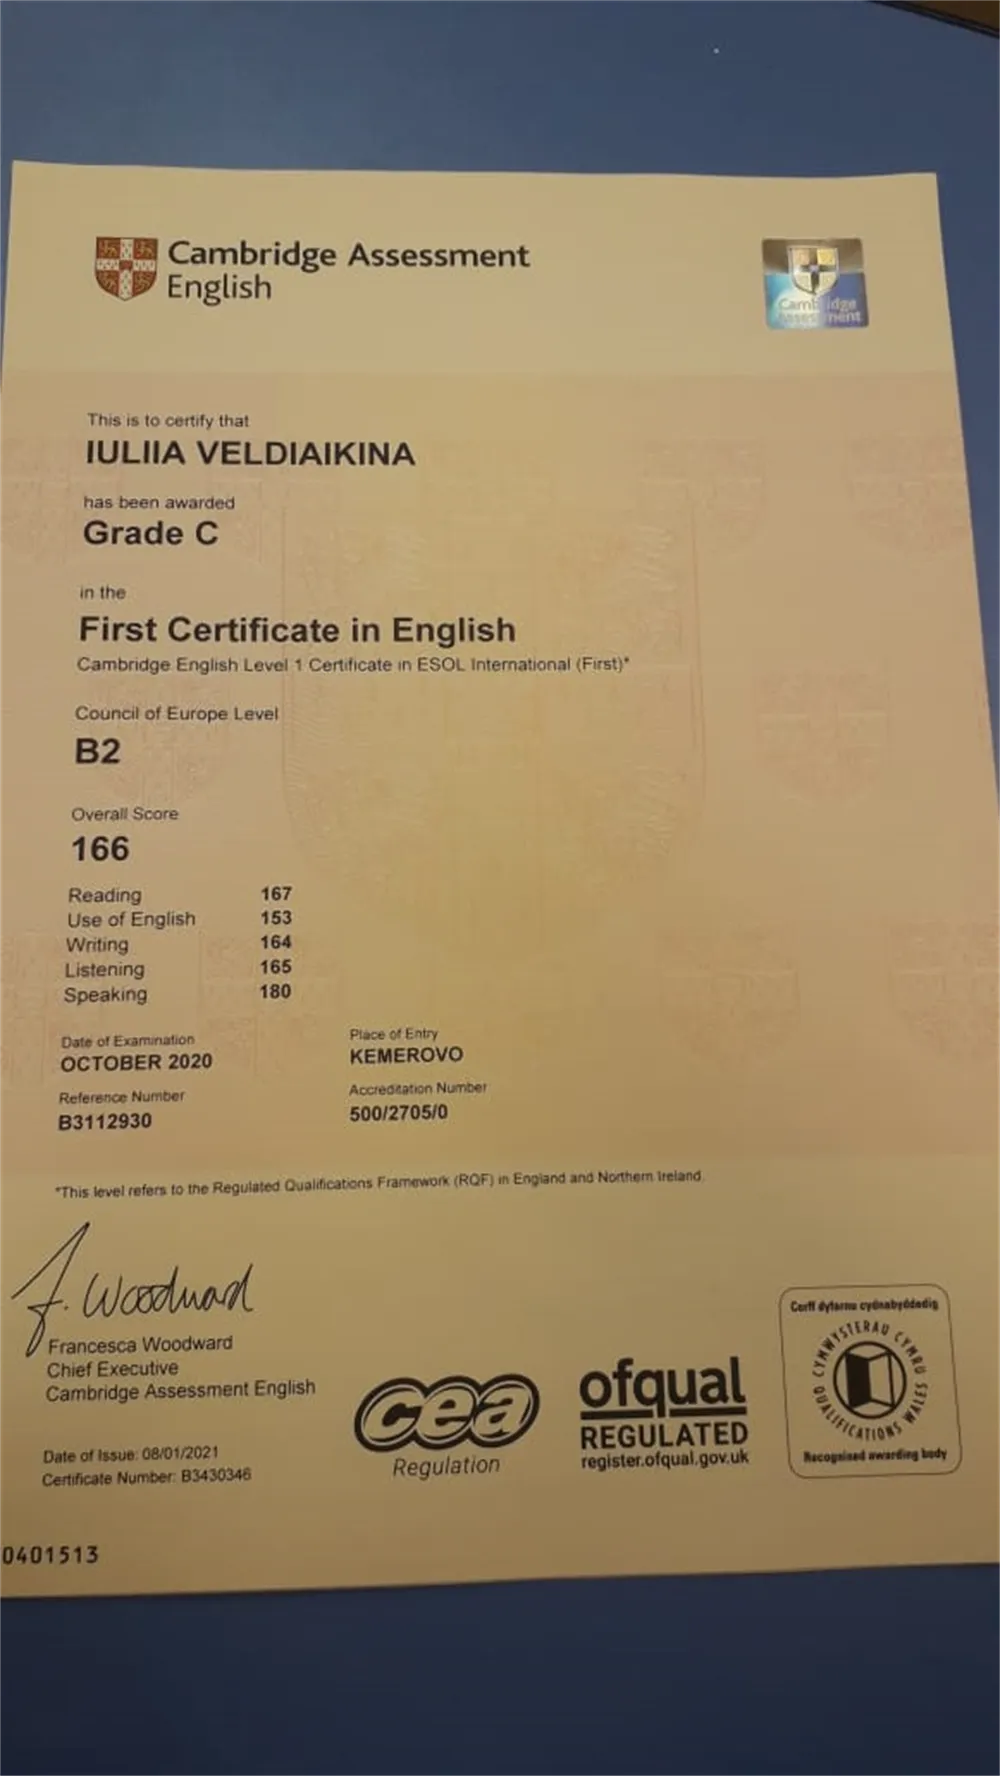 Cambridge Assessment
English
Cambridge
Assessment
This is to certify that
IULIIA VELDIAIKINA
has been awarded
Grade C
in the
First Certificate in English
Cambridge English Level 1 Certificate in ESOL International (First)*
Council of Europe Level
B2
Overall Score
166
Reading 167
Use of English 153
Writing 164
Listening 165
Speaking 180
Date of Examination
OCTOBER 2020
Place of Entry
KEMEROVO
Reference Number
B3112930
Accreditation Number
500/2705/0
*This level refers to the Regulated Qualifications Framework (RQF) in England and Northern Ireland.
F. Woodward
Francesca Woodward
Chief Executive
Cambridge Assessment English
Date of Issue: 08/01/2021
Certificate Number: B3430346
cea
Regulation
ofqual
REGULATED
register.ofqual.gov.uk
Corff dyfarnu cydnabyddedig
CYMWYSTERAU CYMRU
QUALIFICATIONS WALES
Recognised awarding body
0401513